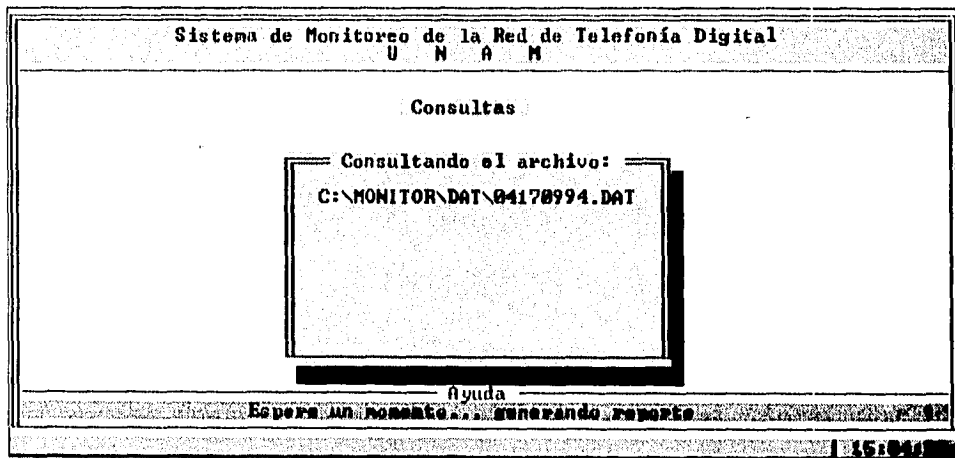 Sistema de Monitoreo de la Red de Telefonía Digital
U N A M
Consultas
Consultando el archivo:
C:\MONITOR\DAT\04170994.DAT
Ayuda
Espere un momento... generando reporte
15:04: